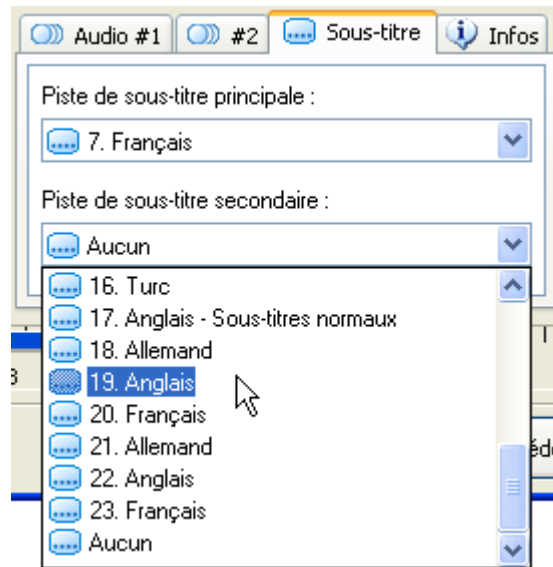 Audio #1 #2 Sous-titre Infos
Piste de sous-titre principale :
7. Français
Piste de sous-titre secondaire :
Aucun
16. Turc
17. Anglais - Sous-titres normaux
18. Allemand
19. Anglais
20. Français
21. Allemand
22. Anglais
23. Français
Aucun